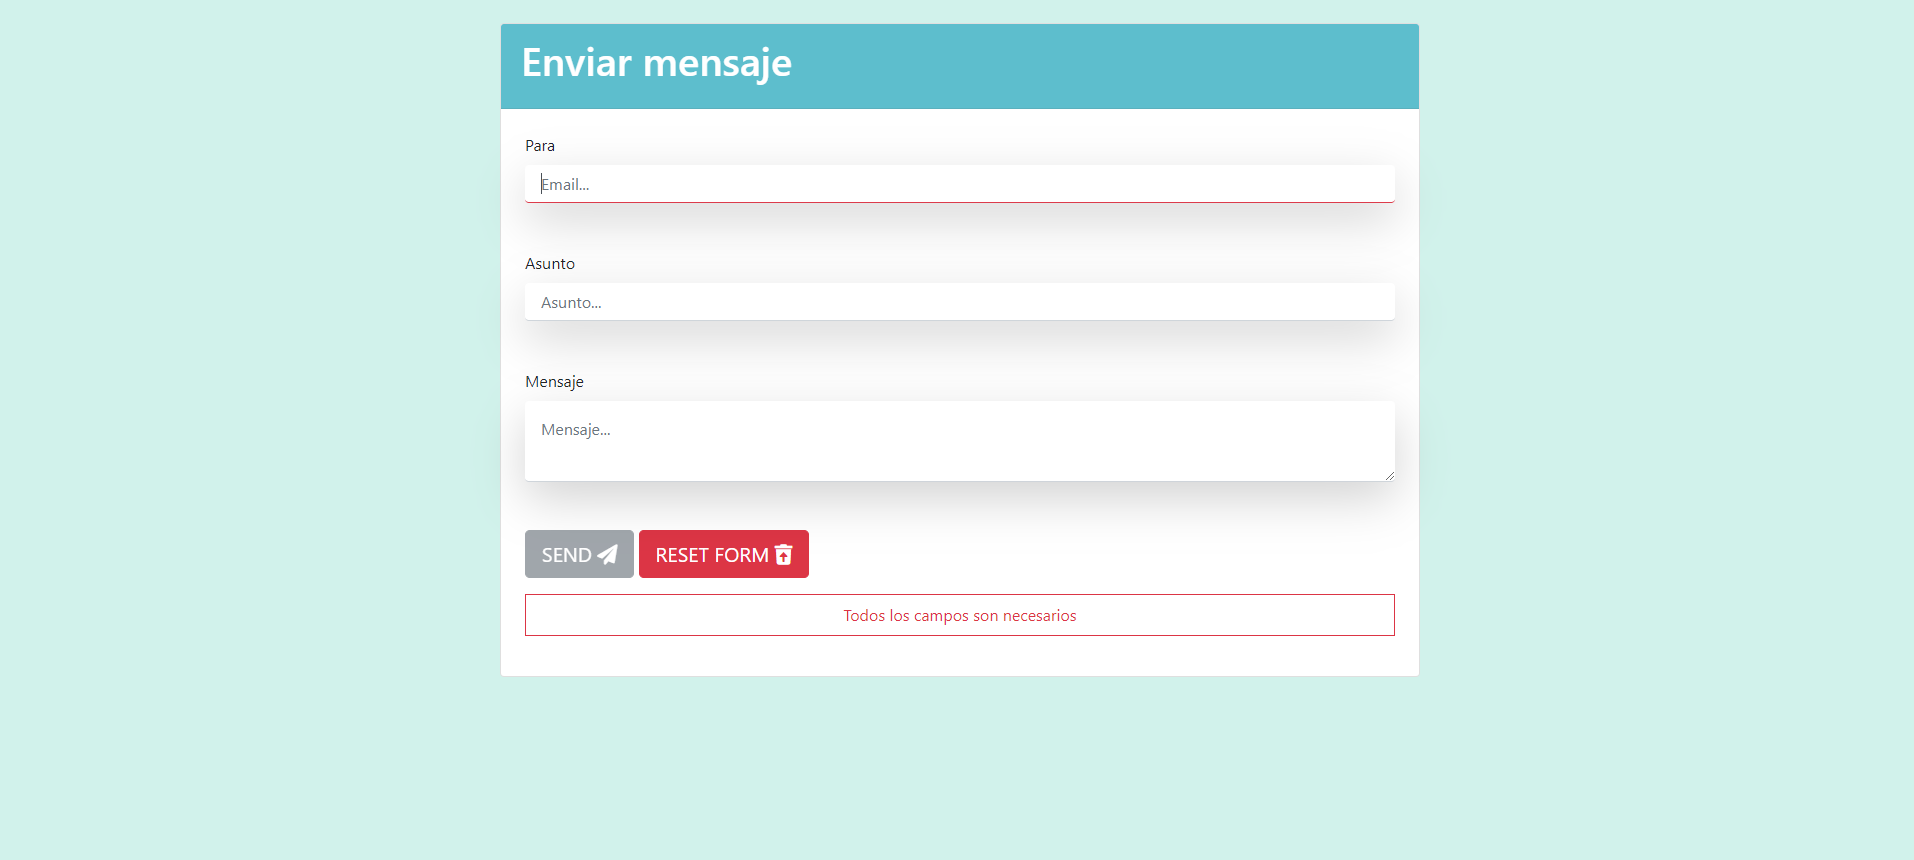 Enviar mensaje
Para
Email...
Asunto
Asunto...
Mensaje
Mensaje...
SEND RESET FORM
Todos los campos son necesarios